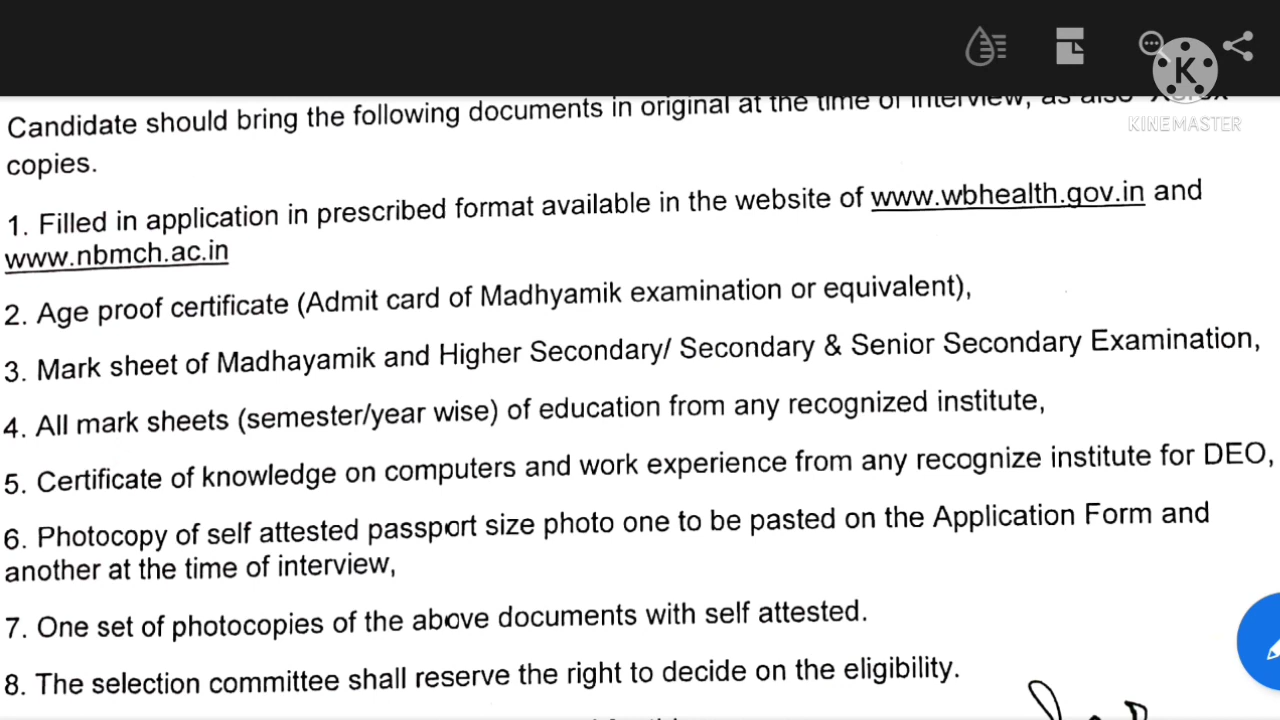 K
KINEMASTER
Candidate should bring the following documents in original at the time of interview, as also Xerox
copies.
1. Filled in application in prescribed format available in the website of www.wbhealth.gov.in and
www.nbmch.ac.in
2. Age proof certificate (Admit card of Madhyamik examination or equivalent),
3. Mark sheet of Madhayamik and Higher Secondary/ Secondary & Senior Secondary Examination,
4. All mark sheets (semester/year wise) of education from any recognized institute,
5. Certificate of knowledge on computers and work experience from any recognize institute for DEO,
6. Photocopy of self attested passport size photo one to be pasted on the Application Form and
another at the time of interview,
7. One set of photocopies of the above documents with self attested.
8. The selection committee shall reserve the right to decide on the eligibility.